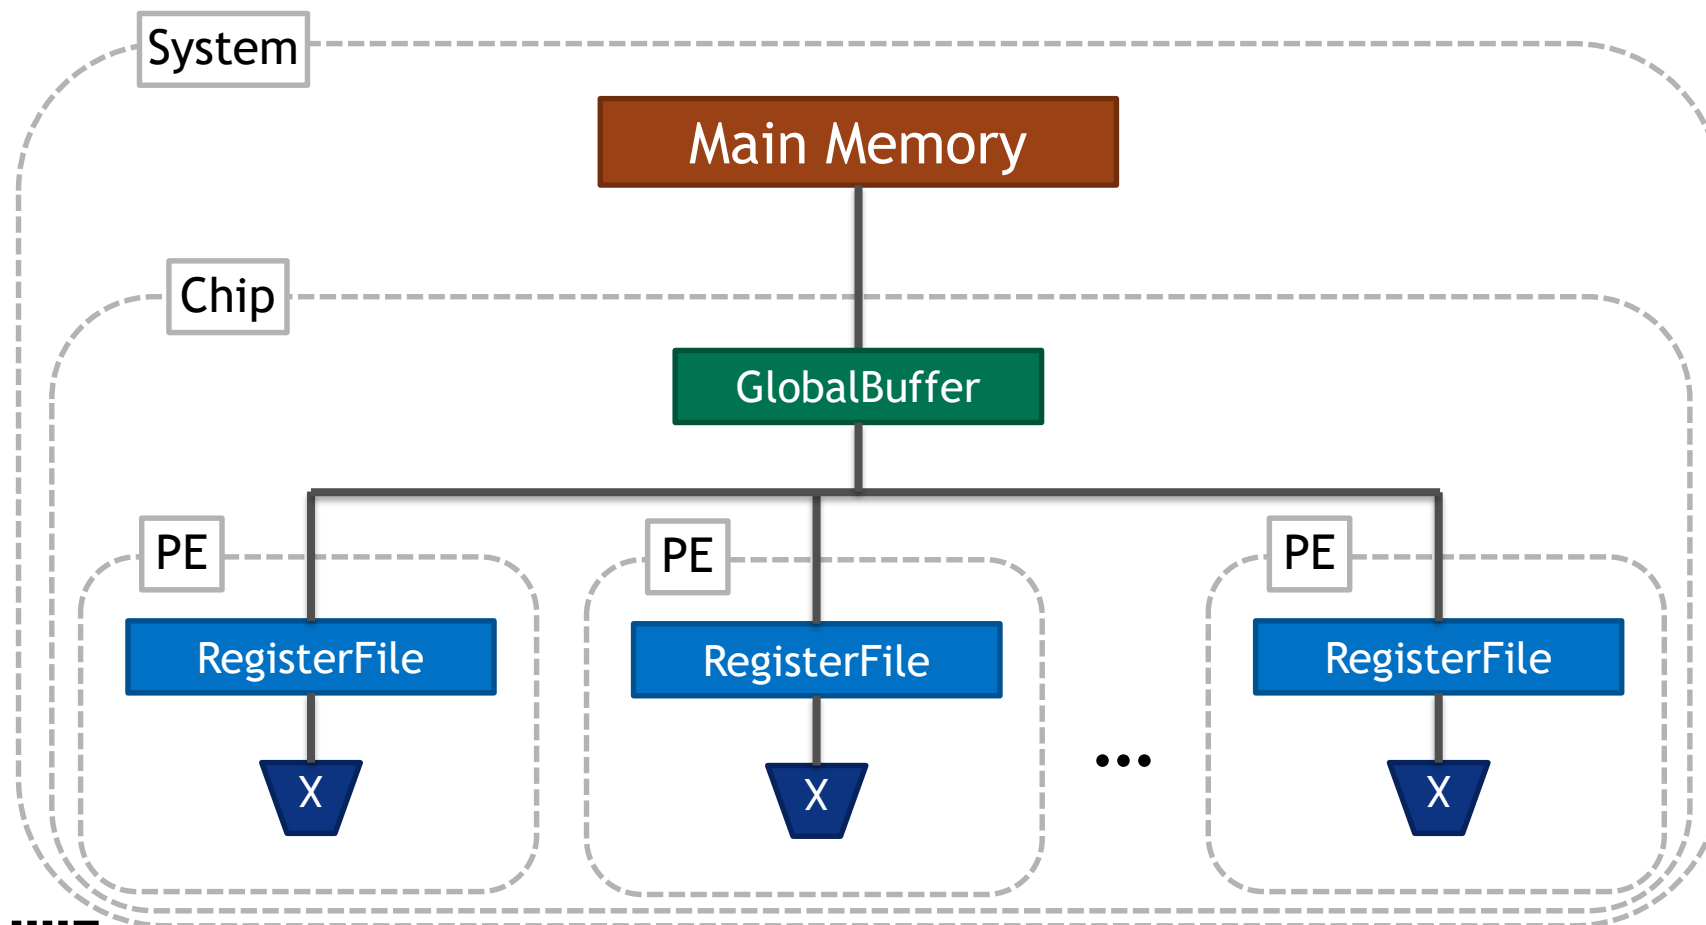 System
Main Memory
Chip
GlobalBuffer
PE
PE
PE
RegisterFile
RegisterFile
RegisterFile
...
X
X
X